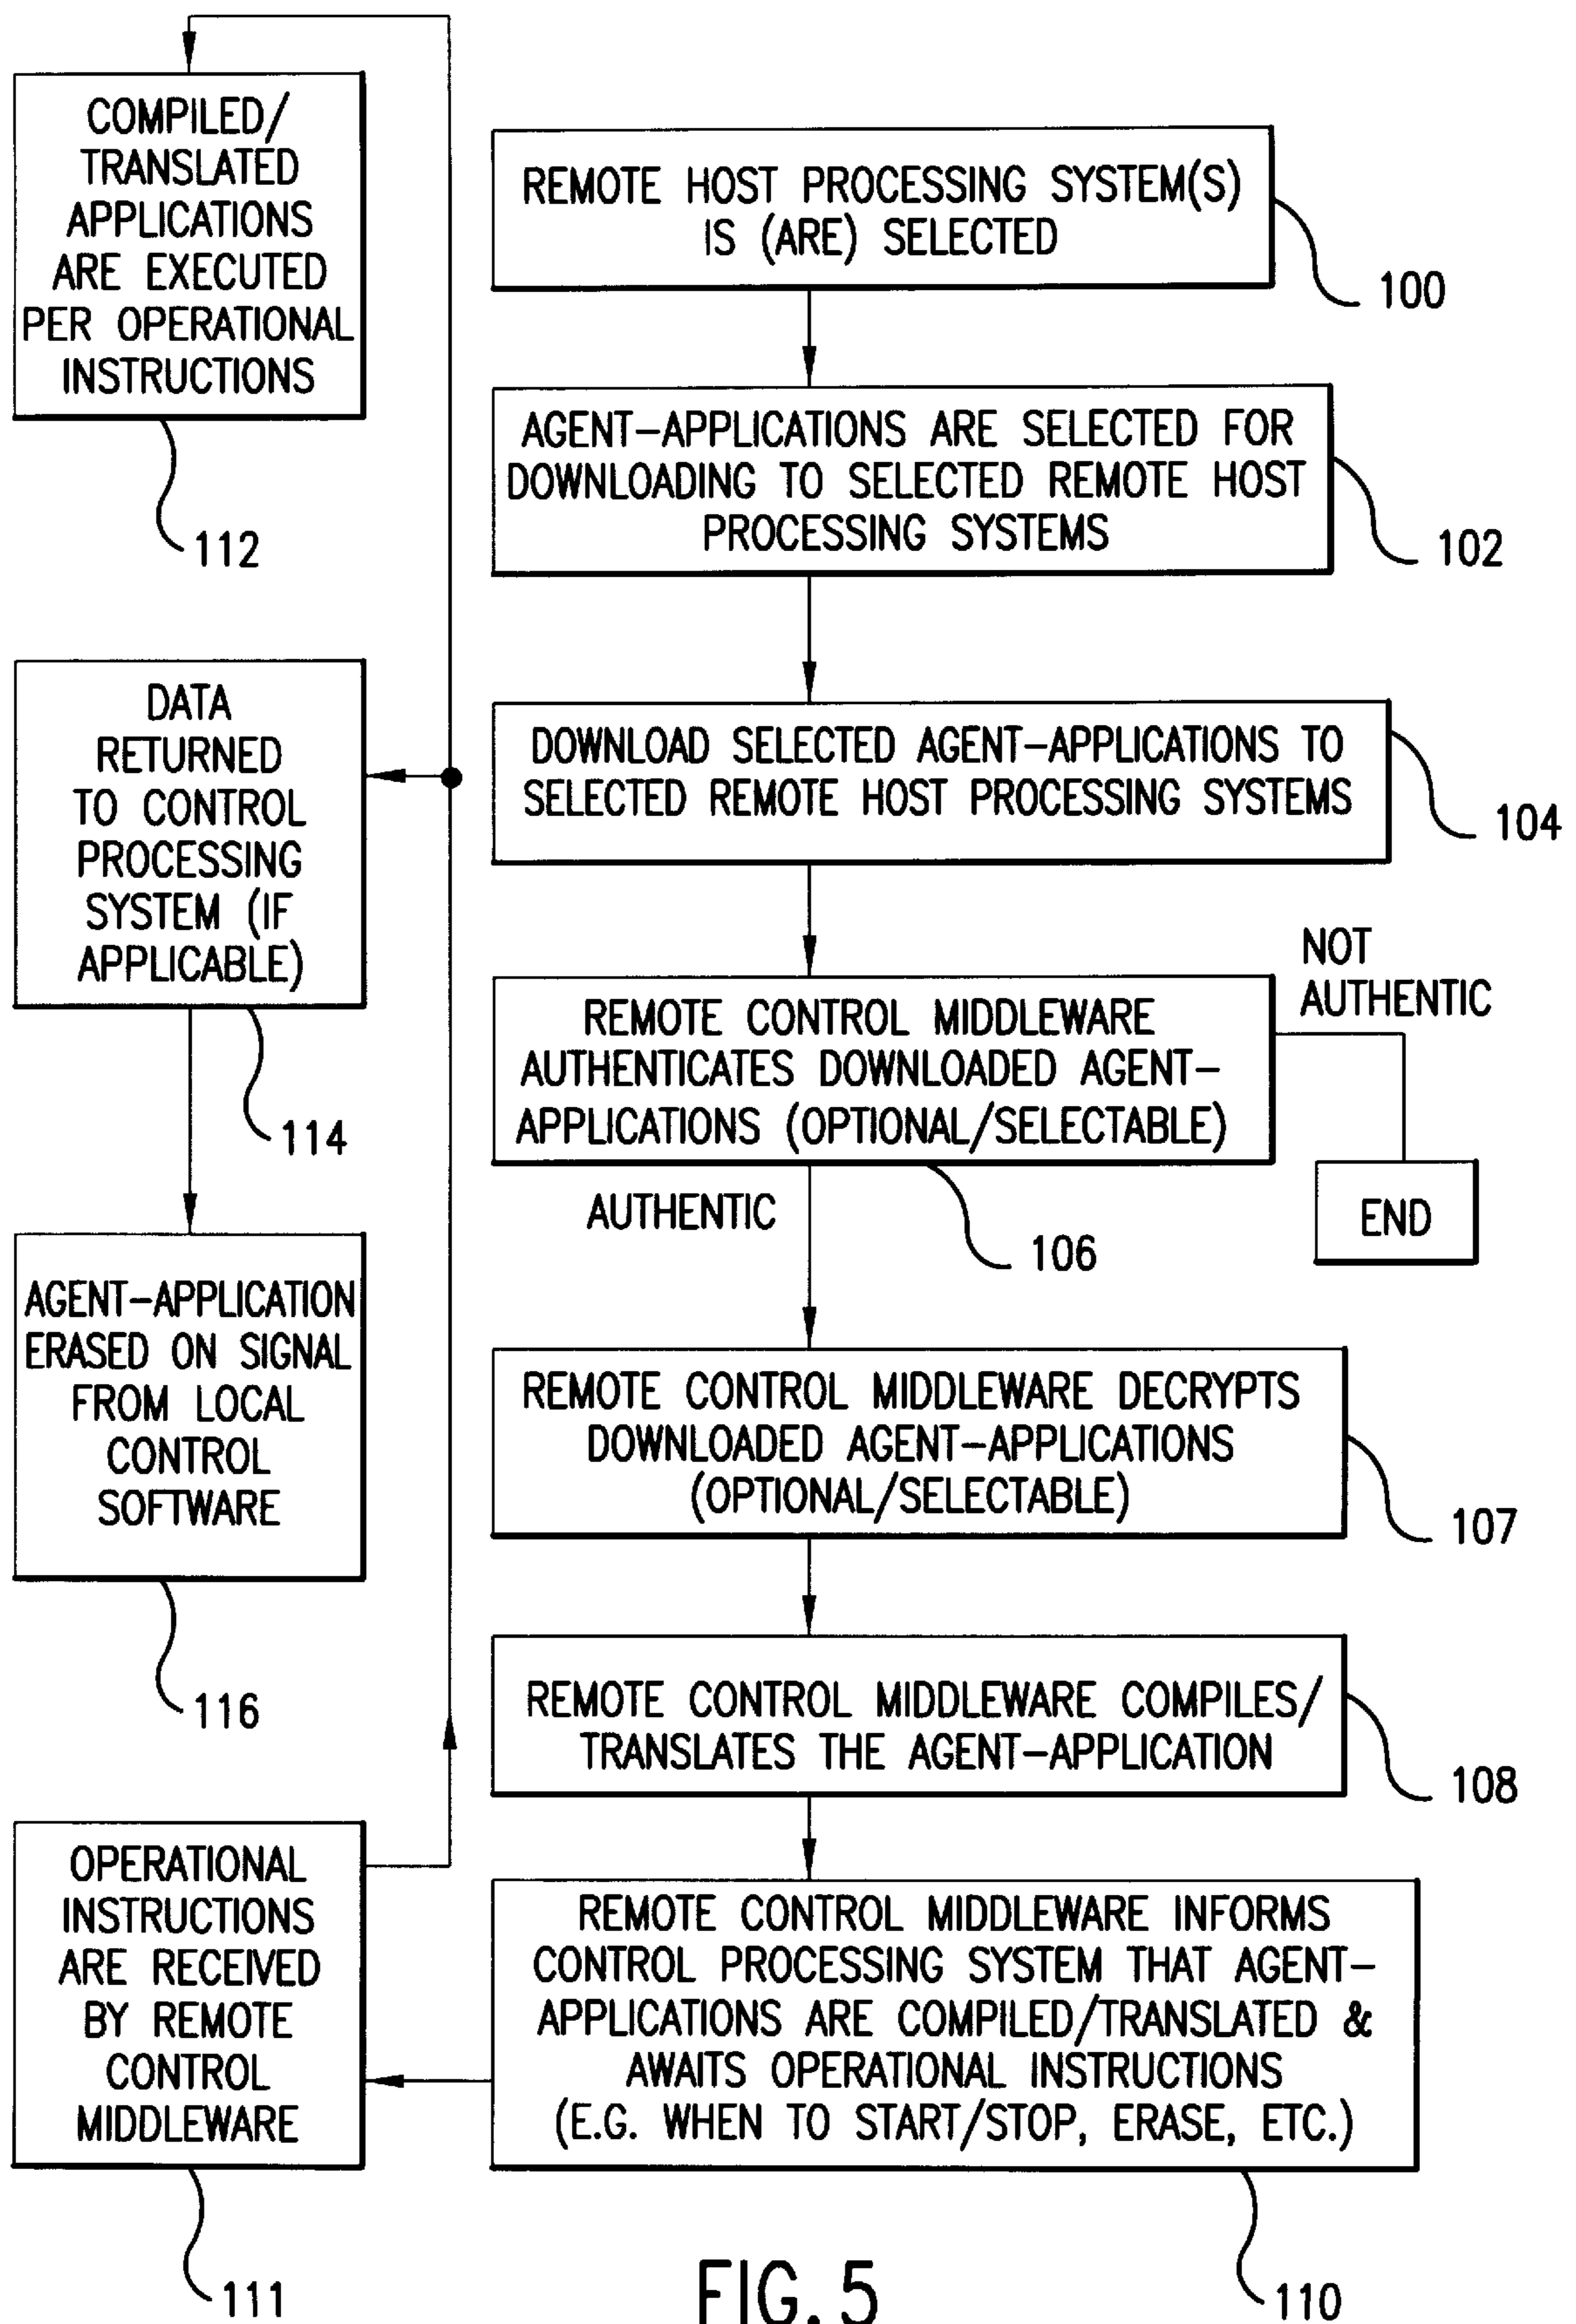 COMPILED/
TRANSLATED
APPLICATIONS
ARE EXECUTED
PER OPERATIONAL
INSTRUCTIONS
112
DATA
RETURNED
TO CONTROL
PROCESSING
SYSTEM (IF
APPLICABLE)
114
AGENT-APPLICATION
ERASED ON SIGNAL
FROM LOCAL
CONTROL
SOFTWARE
116
OPERATIONAL
INSTRUCTIONS
ARE RECEIVED
BY REMOTE
CONTROL
MIDDLEWARE
111
REMOTE HOST PROCESSING SYSTEM(S)
IS (ARE) SELECTED
100
AGENT-APPLICATIONS ARE SELECTED FOR
DOWNLOADING TO SELECTED REMOTE HOST
PROCESSING SYSTEMS
102
DOWNLOAD SELECTED AGENT-APPLICATIONS TO
SELECTED REMOTE HOST PROCESSING SYSTEMS
104
REMOTE CONTROL MIDDLEWARE
AUTHENTICATES DOWNLOADED AGENT-
APPLICATIONS (OPTIONAL/SELECTABLE)
106
NOT
AUTHENTIC
END
AUTHENTIC
REMOTE CONTROL MIDDLEWARE DECRYPTS
DOWNLOADED AGENT-APPLICATIONS
(OPTIONAL/SELECTABLE)
107
REMOTE CONTROL MIDDLEWARE COMPILES/
TRANSLATES THE AGENT-APPLICATION
108
REMOTE CONTROL MIDDLEWARE INFORMS
CONTROL PROCESSING SYSTEM THAT AGENT-
APPLICATIONS ARE COMPILED/TRANSLATED &
AWAITS OPERATIONAL INSTRUCTIONS
(E.G. WHEN TO START/STOP, ERASE, ETC.)
110
FIG. 5